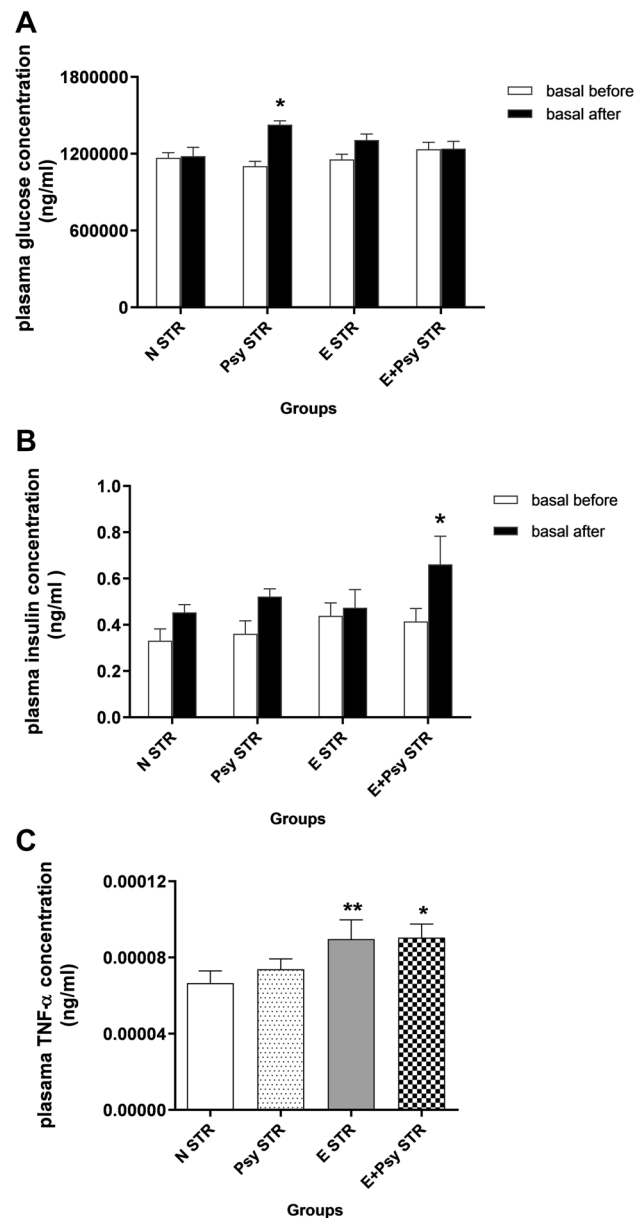 A
plasama glucose concentration
(ng/ml)
1800000
1200000
600000
0
*
basal before
basal after
N STR
Psy STR
E STR
E+Psy STR
Groups
B
plasma insulin concentration
(ng/ml )
1.0
0.8
0.6
0.4
0.2
0.0
*
basal before
basal after
N STR
Psy STR
E STR
E+Psy STR
Groups
C
plasama TNF-α concentration
(ng/ml)
0.00012
0.00008
0.00004
0.00000
**
*
N STR
Psy STR
E STR
E+Psy STR
Groups